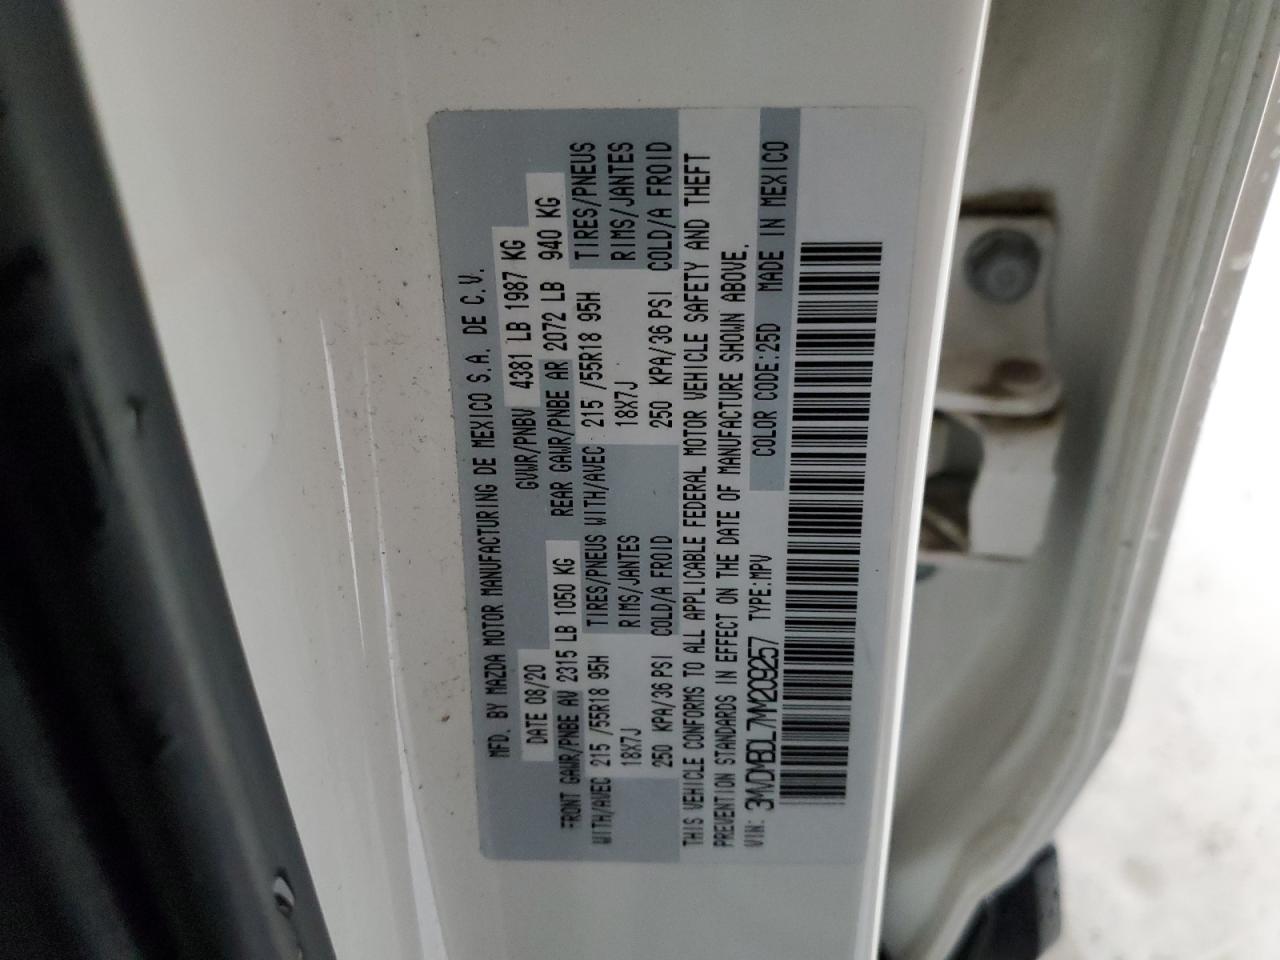 MFD. BY MAZDA MOTOR MANUFACTURING DE MEXICO S.A. DE C.V.
DATE 08/20 GVWR/PNBV 4381 LB 1987 KG
FRONT GAWR/PNBE AV 2315 LB 1050 KG REAR GAWR/PNBE AR 2072 LB 940 KG
WITH/AVEC 215 /55R18 95H TIRES/PNEUS WITH/AVEC 215 /55R18 95H TIRES/PNEUS
18X7J RIMS/JANTES 18X7J RIMS/JANTES
250 KPA/36 PSI COLD/A FROID 250 KPA/36 PSI COLD/A FROID
THIS VEHICLE CONFORMS TO ALL APPLICABLE FEDERAL MOTOR VEHICLE SAFETY AND THEFT
PREVENTION STANDARDS IN EFFECT ON THE DATE OF MANUFACTURE SHOWN ABOVE.
VIN: 3MVDMBDL7MM209257 TYPE:MPV COLOR CODE:25D MADE IN MEXICO